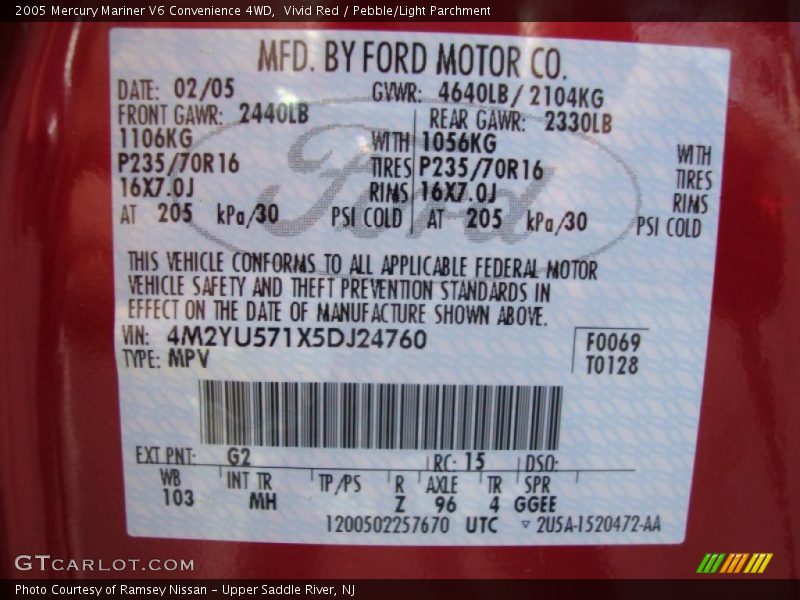 2005 Mercury Mariner V6 Convenience 4WD,  Vivid Red / Pebble/Light Parchment
MFD. BY FORD MOTOR CO.
DATE: 02/05 GVWR: 4640LB/ 2104KG
FRONT GAWR: 2440LB REAR GAWR: 2330LB
1106KG WITH 1056KG WITH
P235/70R16 TIRES P235/70R16 TIRES
16X7.0J RIMS 16X7.0J RIMS
AT 205 kPa/30 PSI COLD AT 205 kPa/30 PSI COLD
Ford
THIS VEHICLE CONFORMS TO ALL APPLICABLE FEDERAL MOTOR
VEHICLE SAFETY AND THEFT PREVENTION STANDARDS IN
EFFECT ON THE DATE OF MANUFACTURE SHOWN ABOVE.
VIN: 4M2YU571X5DJ24760 F0069
TYPE: MPV T0128
EXT PNT: G2 RC: 15 DSO:
WB INT TR TP/PS R AXLE TR SPR
103 MH Z 96 4 GGEE
1200502257670 UTC ▿ 2U5A-1520472-AA
GTCARLOT.COM
Photo Courtesy of Ramsey Nissan - Upper Saddle River, NJ